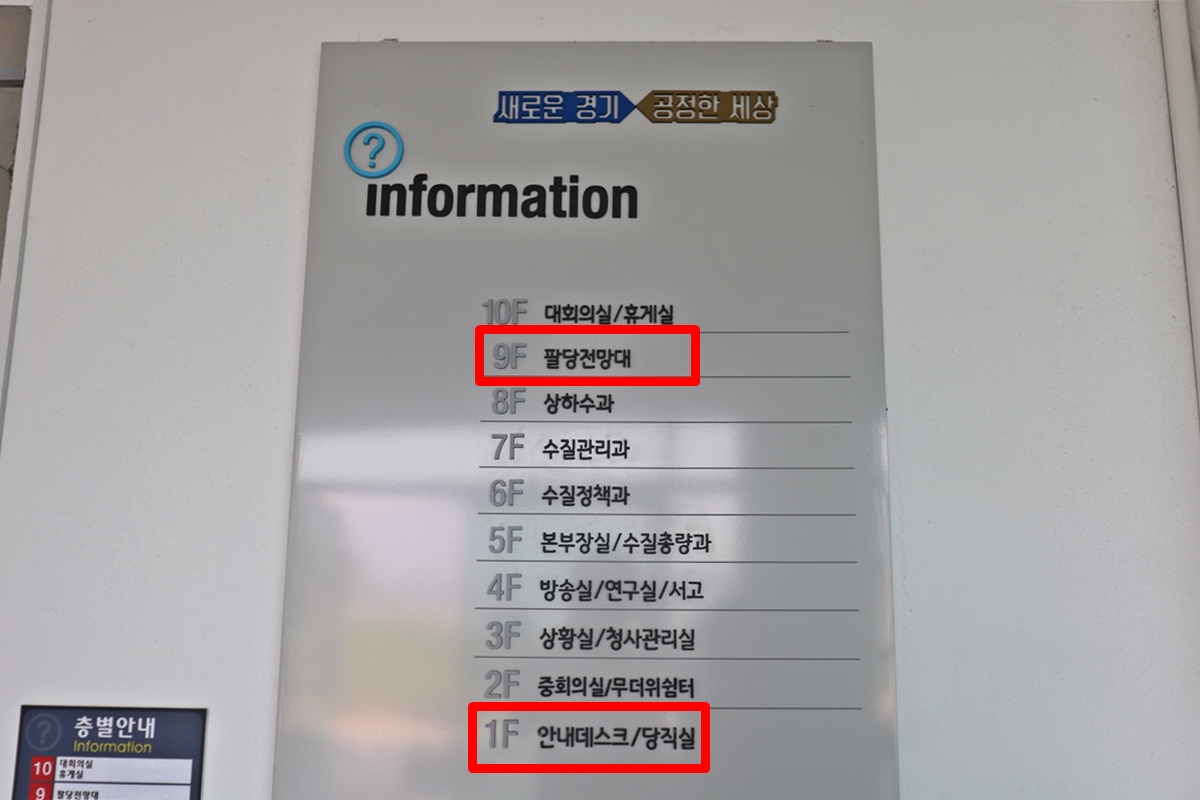 새로운 경기 공정한 세상
?
information
10F 대회의실/휴게실
9F 팔당전망대
8F 상하수과
7F 수질관리과
6F 수질정책과
5F 본부장실/수질총량과
4F 방송실/연구실/서고
3F 상황실/청사관리실
2F 중회의실/무더위쉼터
1F 안내데스크/당직실
? 층별안내
Information
10 대회의실
휴게실
9 팔당전망대